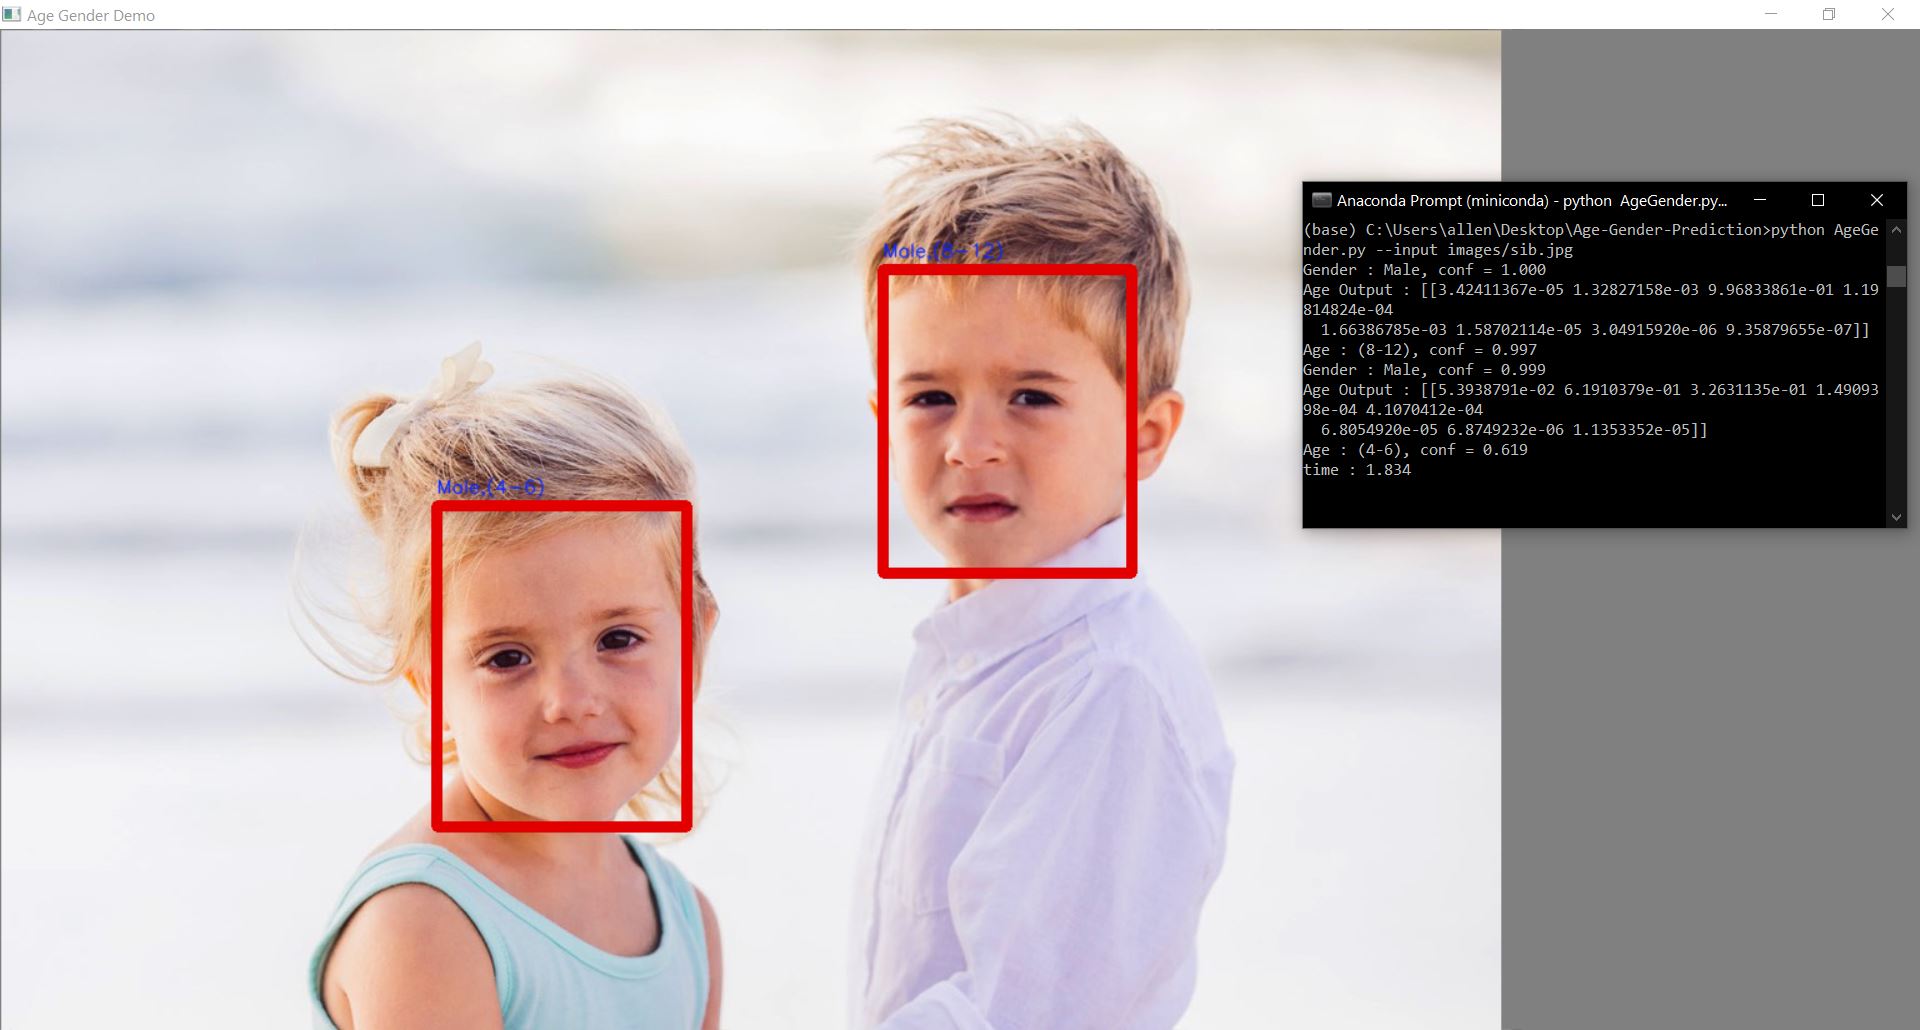 Age Gender Demo
Male,(8-12)
Male,(4-6)
Anaconda Prompt (miniconda) - python  AgeGender.py...
(base) C:\Users\allen\Desktop\Age-Gender-Prediction>python AgeGe
nder.py --input images/sib.jpg
Gender : Male, conf = 1.000
Age Output : [[3.42411367e-05 1.32827158e-03 9.96833861e-01 1.19
814824e-04
  1.66386785e-03 1.58702114e-05 3.04915920e-06 9.35879655e-07]]
Age : (8-12), conf = 0.997
Gender : Male, conf = 0.999
Age Output : [[5.3938791e-02 6.1910379e-01 3.2631135e-01 1.49093
98e-04 4.1070412e-04
  6.8054920e-05 6.8749232e-06 1.1353352e-05]]
Age : (4-6), conf = 0.619
time : 1.834